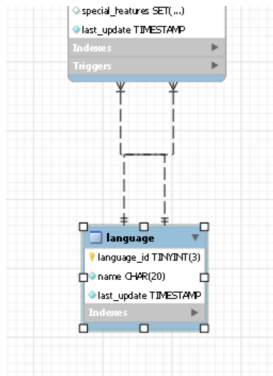 special_features SET(...)
last_update TIMESTAMP
Indexes
Triggers
language
language_id TINYINT(3)
name CHAR(20)
last_update TIMESTAMP
Indexes